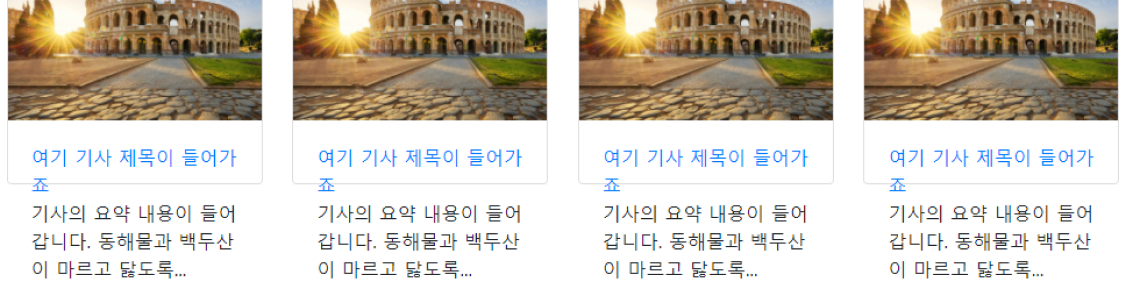 여기 기사 제목이 들어가
죠
기사의 요약 내용이 들어
갑니다. 동해물과 백두산
이 마르고 닳도록...
여기 기사 제목이 들어가
죠
기사의 요약 내용이 들어
갑니다. 동해물과 백두산
이 마르고 닳도록...
여기 기사 제목이 들어가
죠
기사의 요약 내용이 들어
갑니다. 동해물과 백두산
이 마르고 닳도록...
여기 기사 제목이 들어가
죠
기사의 요약 내용이 들어
갑니다. 동해물과 백두산
이 마르고 닳도록...